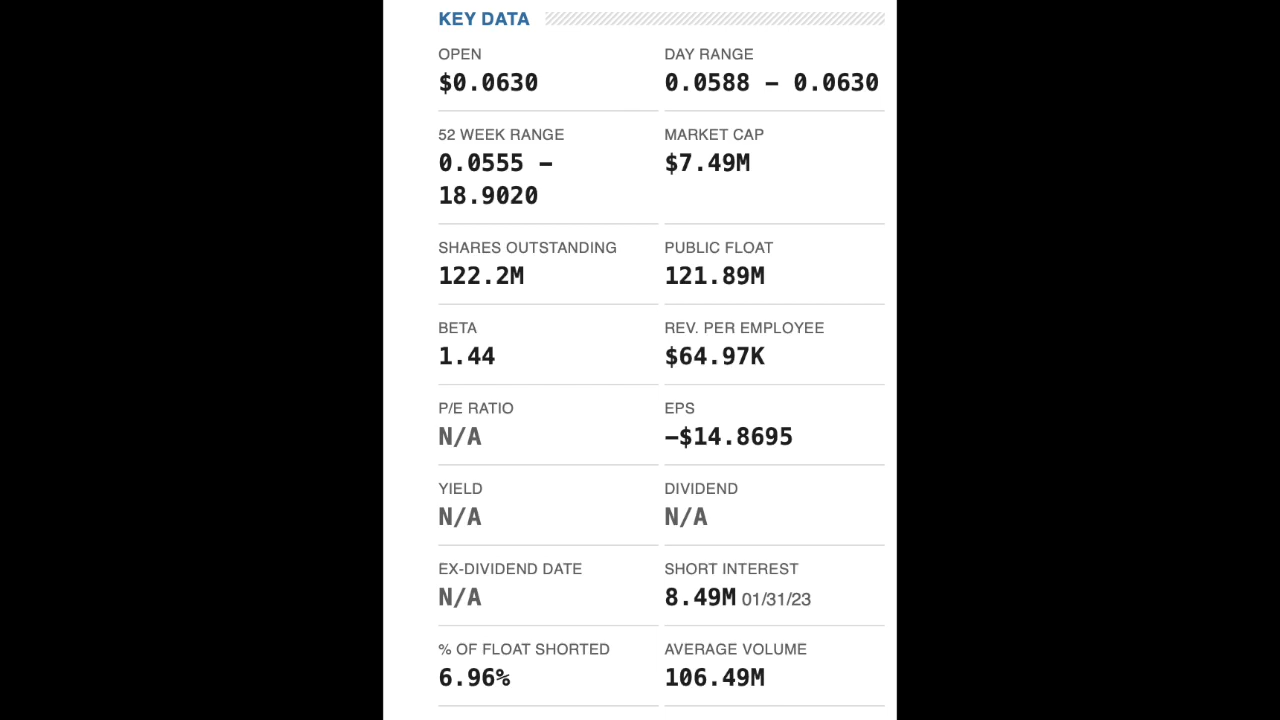 KEY DATA
OPEN
$0.0630
DAY RANGE
0.0588 – 0.0630
52 WEEK RANGE
0.0555 –
18.9020
MARKET CAP
$7.49M
SHARES OUTSTANDING
122.2M
PUBLIC FLOAT
121.89M
BETA
1.44
REV. PER EMPLOYEE
$64.97K
P/E RATIO
N/A
EPS
–$14.8695
YIELD
N/A
DIVIDEND
N/A
EX-DIVIDEND DATE
N/A
SHORT INTEREST
8.49M 01/31/23
% OF FLOAT SHORTED
6.96%
AVERAGE VOLUME
106.49M